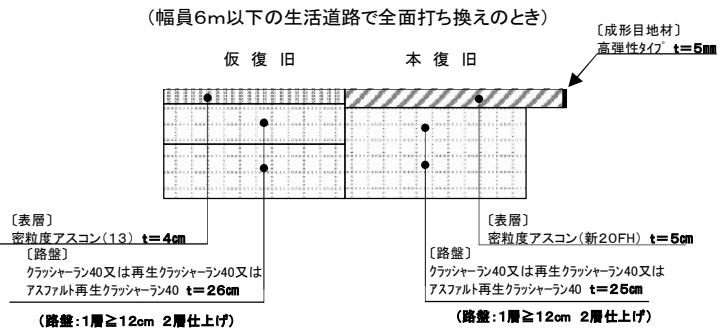 (幅員6m以下の生活道路で全面打ち換えのとき)
〔成形目地材〕
高弾性タイプ t=5mm
仮 復 旧
本 復 旧
〔表層〕
密粒度アスコン(13) t=4cm
〔路盤〕
クラッシャーラン40又は再生クラッシャーラン40又は
アスファルト再生クラッシャーラン40 t=26cm
(路盤:1層≧12cm 2層仕上げ)
〔表層〕
密粒度アスコン(新20FH) t=5cm
〔路盤〕
クラッシャーラン40又は再生クラッシャーラン40又は
アスファルト再生クラッシャーラン40 t=25cm
(路盤:1層≧12cm 2層仕上げ)